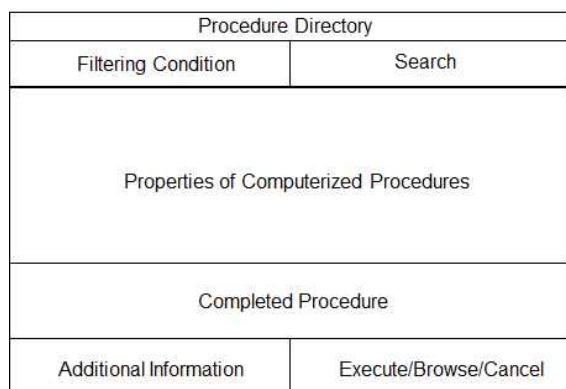 Procedure Directory
Filtering Condition
Search
Properties of Computerized Procedures
Completed Procedure
Additional Information
Execute/Browse/Cancel